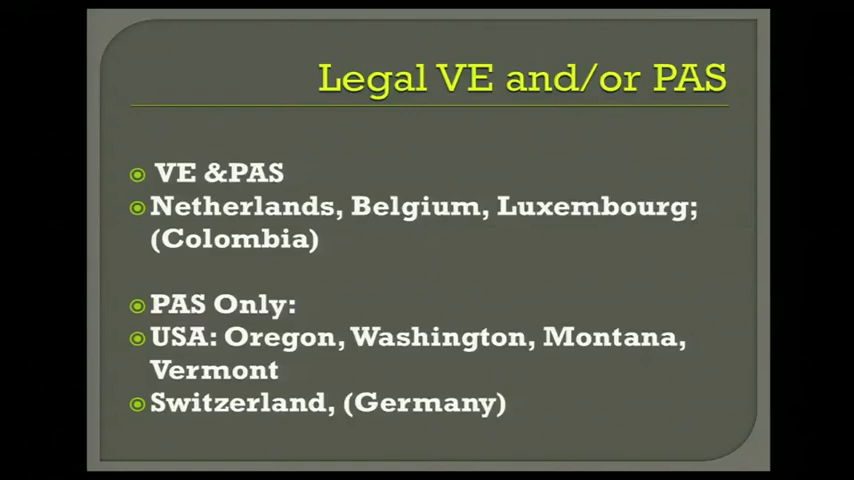 Legal VE and/or PAS
VE &PAS
Netherlands, Belgium, Luxembourg;
(Colombia)
PAS Only:
USA: Oregon, Washington, Montana,
Vermont
Switzerland, (Germany)